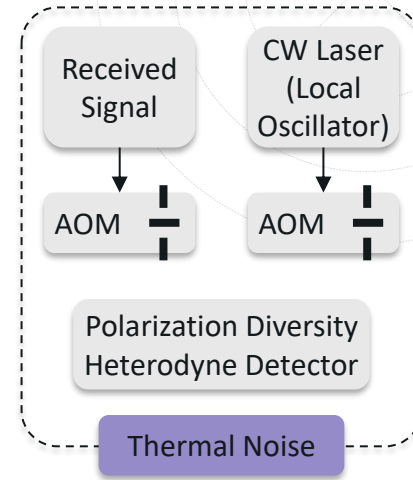 Received
Signal
CW Laser
(Local
Oscillator)
AOM
AOM
Polarization Diversity
Heterodyne Detector
Thermal Noise